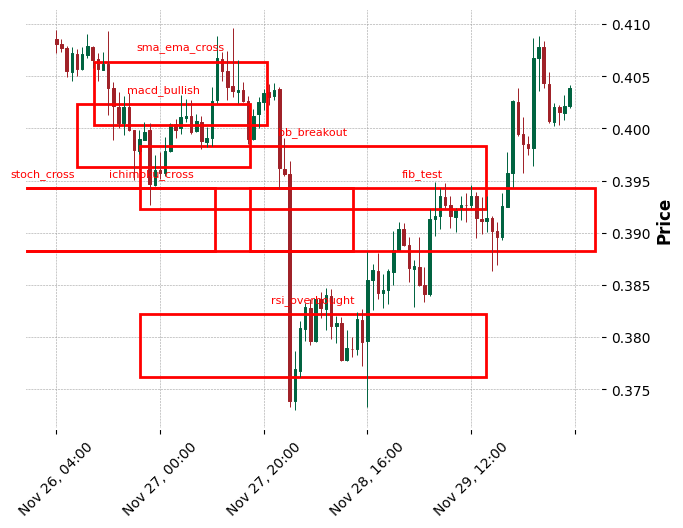 sma_ema_cross
macd_bullish
bb_breakout
stoch_cross
ichimoku_cross
fib_test
rsi_overbought
0.410
0.405
0.400
0.395
0.390
0.385
0.380
0.375
Price
Nov 26, 04:00
Nov 27, 00:00
Nov 27, 20:00
Nov 28, 16:00
Nov 29, 12:00